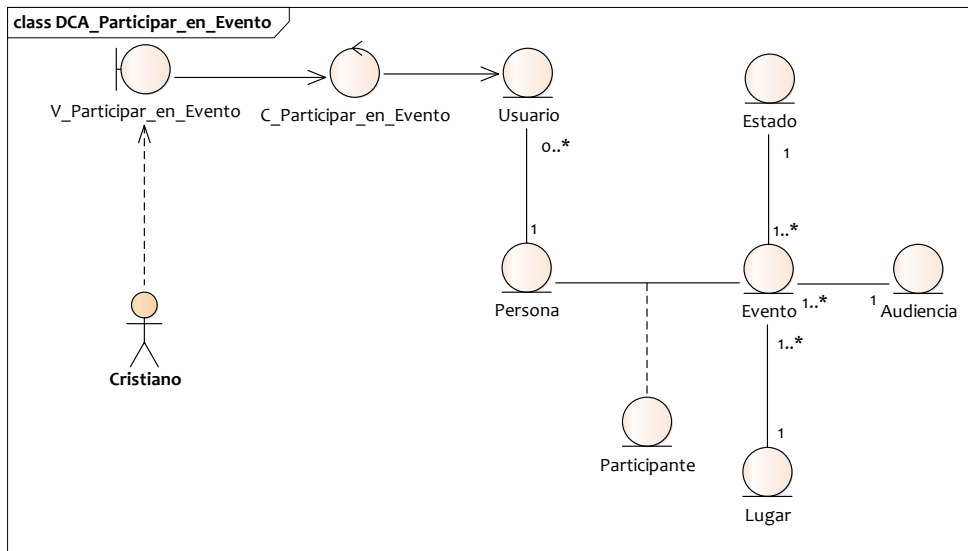 class DCA_Participar_en_Evento
V_Participar_en_Evento
C_Participar_en_Evento
Usuario
Estado
0..*
1
1
1..*
Persona
Evento
1..*
1
Audiencia
1..*
Cristiano
Participante
1
Lugar